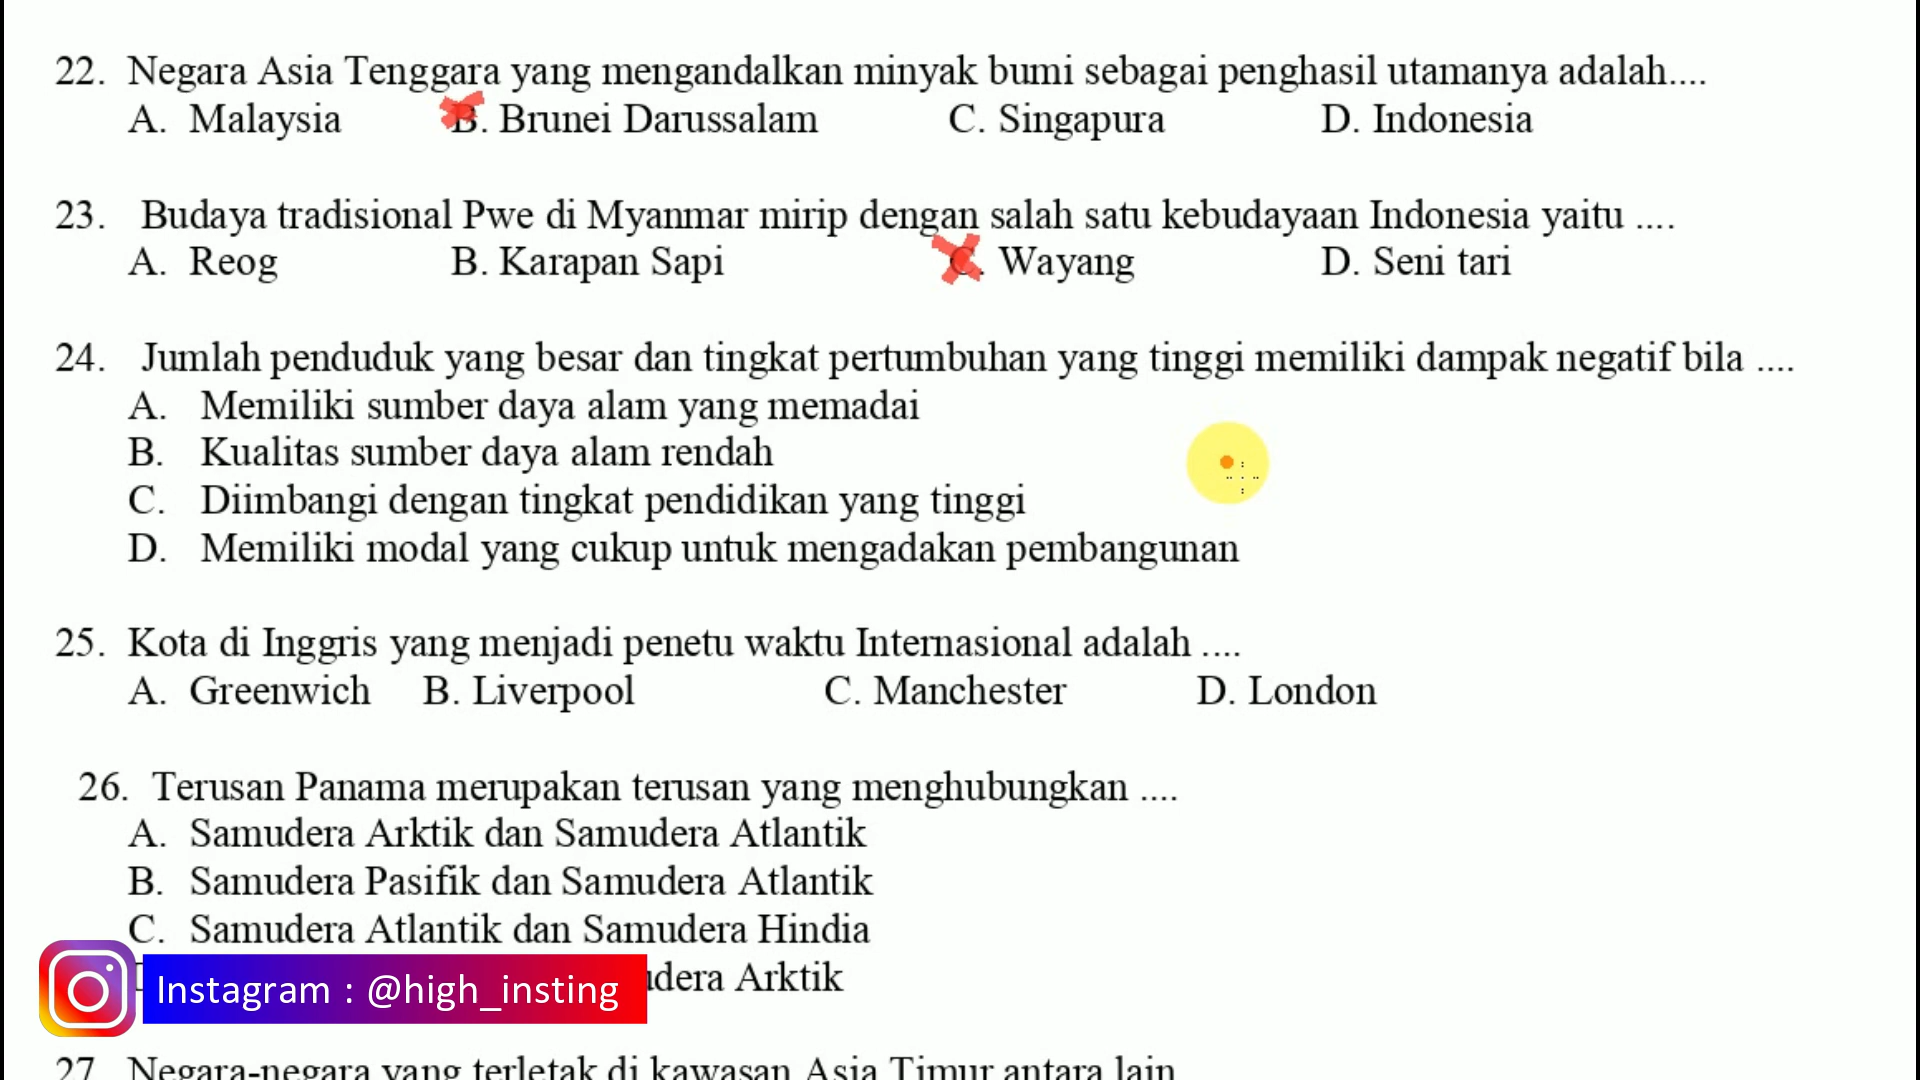 22. Negara Asia Tenggara yang mengandalkan minyak bumi sebagai penghasil utamanya adalah....
A. Malaysia B. Brunei Darussalam C. Singapura D. Indonesia
23. Budaya tradisional Pwe di Myanmar mirip dengan salah satu kebudayaan Indonesia yaitu ....
A. Reog B. Karapan Sapi C. Wayang D. Seni tari
24. Jumlah penduduk yang besar dan tingkat pertumbuhan yang tinggi memiliki dampak negatif bila ....
A. Memiliki sumber daya alam yang memadai
B. Kualitas sumber daya alam rendah
C. Diimbangi dengan tingkat pendidikan yang tinggi
D. Memiliki modal yang cukup untuk mengadakan pembangunan
25. Kota di Inggris yang menjadi penetu waktu Internasional adalah ....
A. Greenwich B. Liverpool C. Manchester D. London
26. Terusan Panama merupakan terusan yang menghubungkan ....
A. Samudera Arktik dan Samudera Atlantik
B. Samudera Pasifik dan Samudera Atlantik
C. Samudera Atlantik dan Samudera Hindia
Arktik
Instagram : @high_insting
27 Negara-negara yang terletak di kawasan Asia Timur antara lain